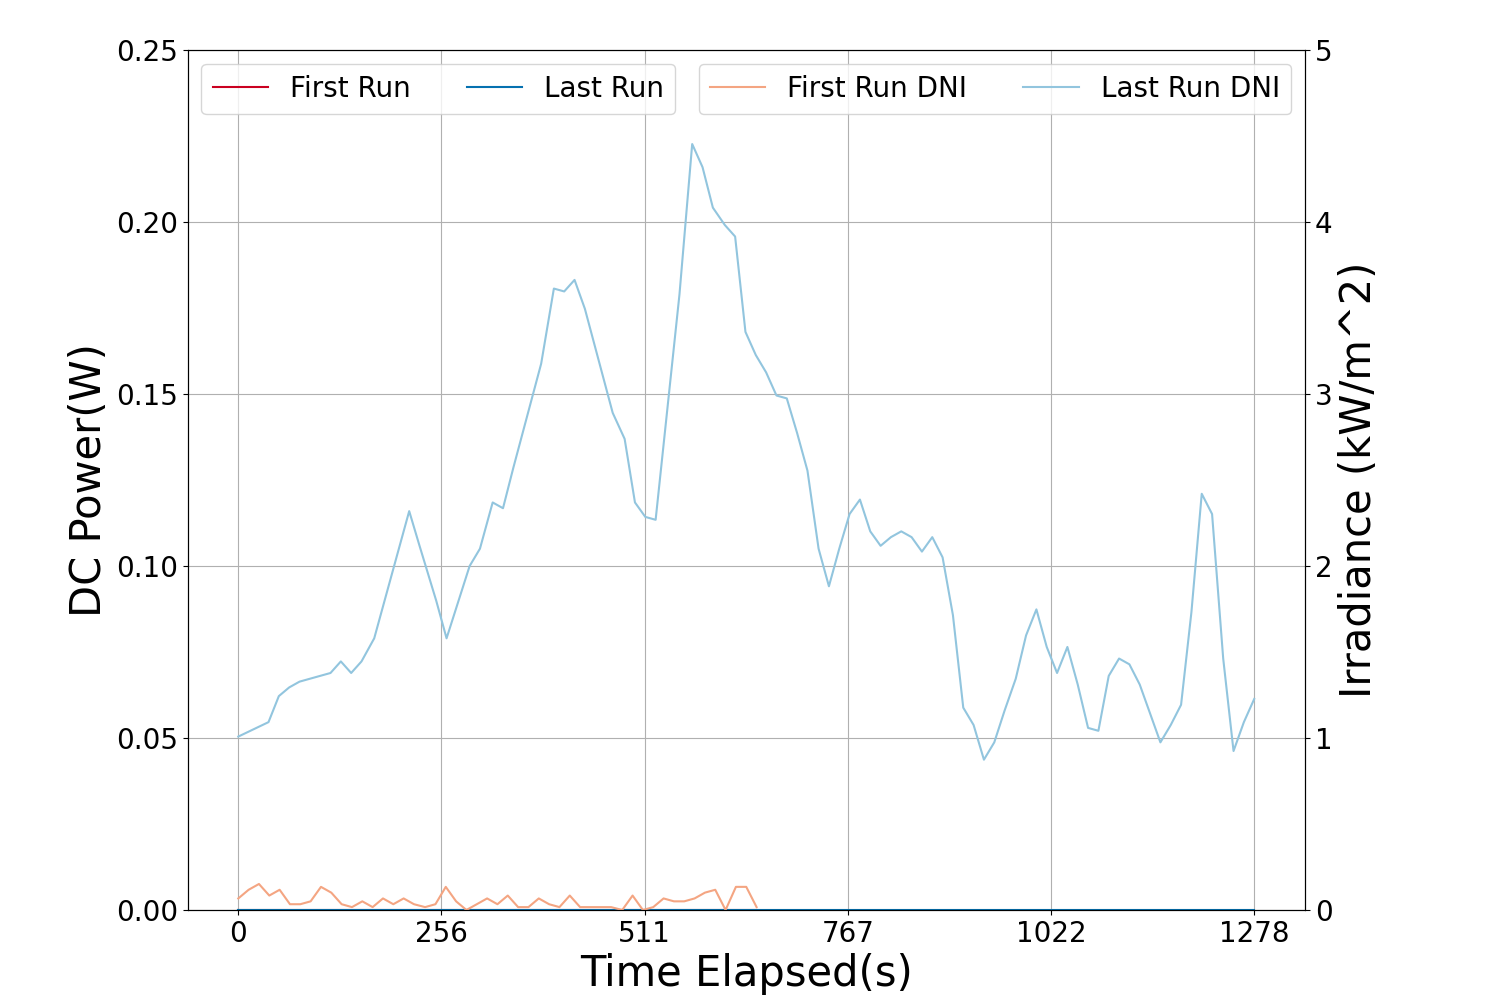 First Run Last Run First Run DNI Last Run DNI
DC Power(W)
0.25
0.20
0.15
0.10
0.05
0.00
5
4
3
2
1
0
Irradiance (kW/m^2)
0 256 511 767 1022 1278
Time Elapsed(s)